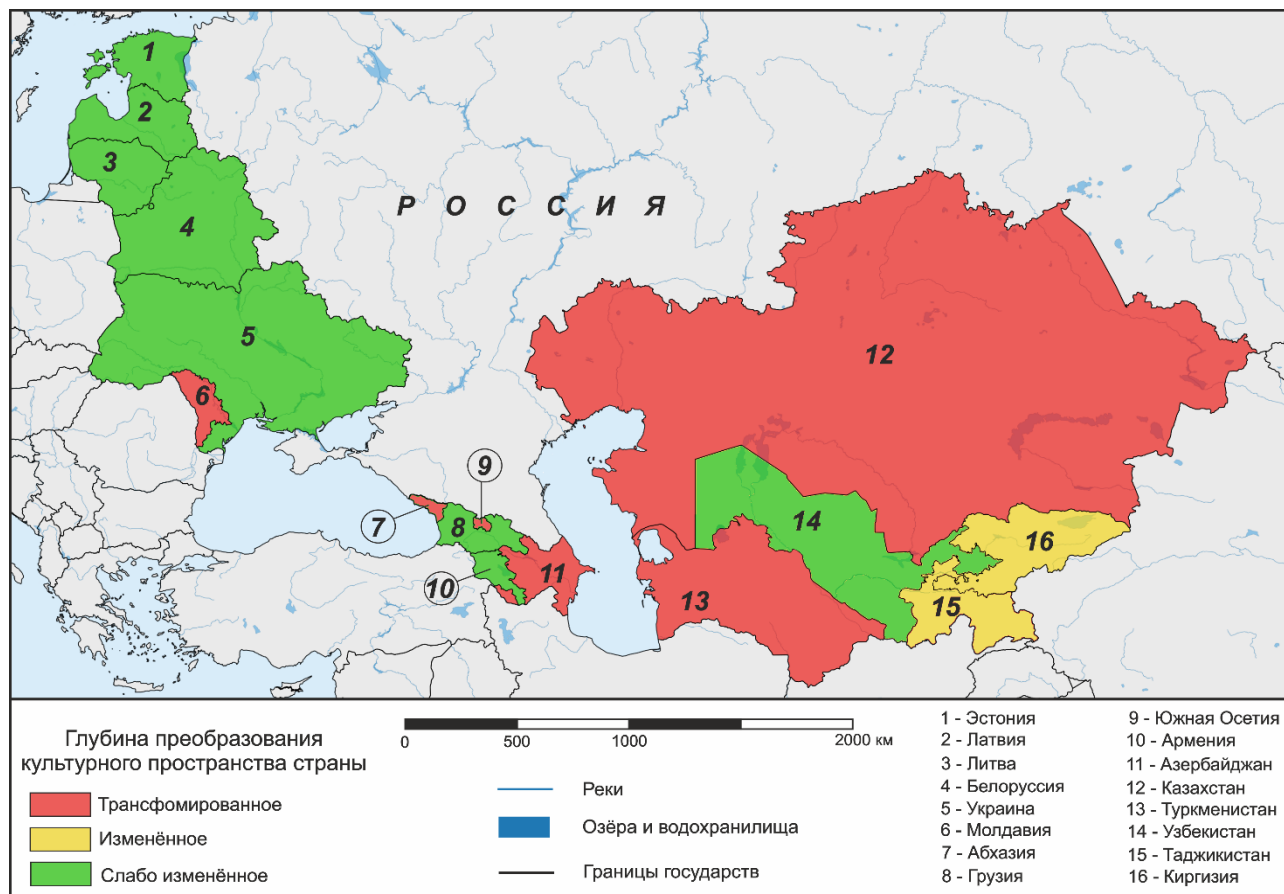 1
2
3
4
РОССИЯ
5
6
12
9
7
8
14
16
10
11
13
15
Глубина преобразования
культурного пространства страны
Трансфомированное
Изменённое
Слабо изменённое
0 500 1000 2000 км
Реки
Озёра и водохранилища
Границы государств
1 - Эстония
2 - Латвия
3 - Литва
4 - Белоруссия
5 - Украина
6 - Молдавия
7 - Абхазия
8 - Грузия
9 - Южная Осетия
10 - Армения
11 - Азербайджан
12 - Казахстан
13 - Туркменистан
14 - Узбекистан
15 - Таджикистан
16 - Киргизия